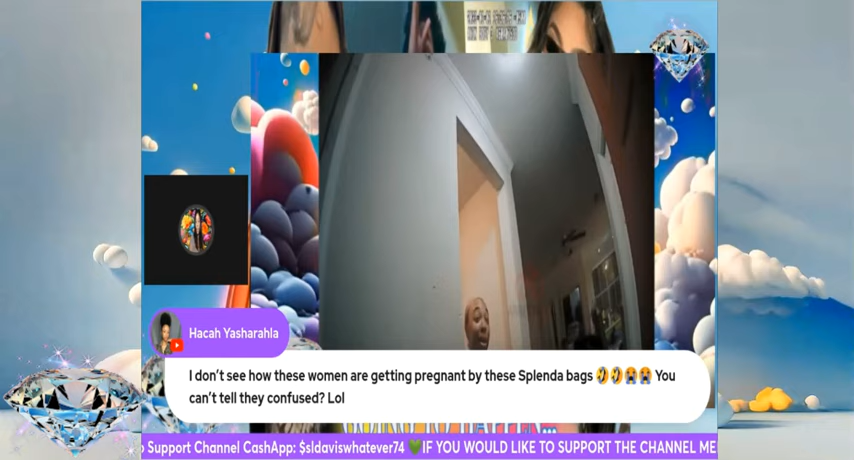 Hacah Yasharahla
I don't see how these women are getting pregnant by these Splenda bags 🤣🤣😭😭 You
can't tell they confused? Lol
Support Channel CashApp: $sldaviswhatever74 💚IF YOU WOULD LIKE TO SUPPORT THE CHANNEL ME